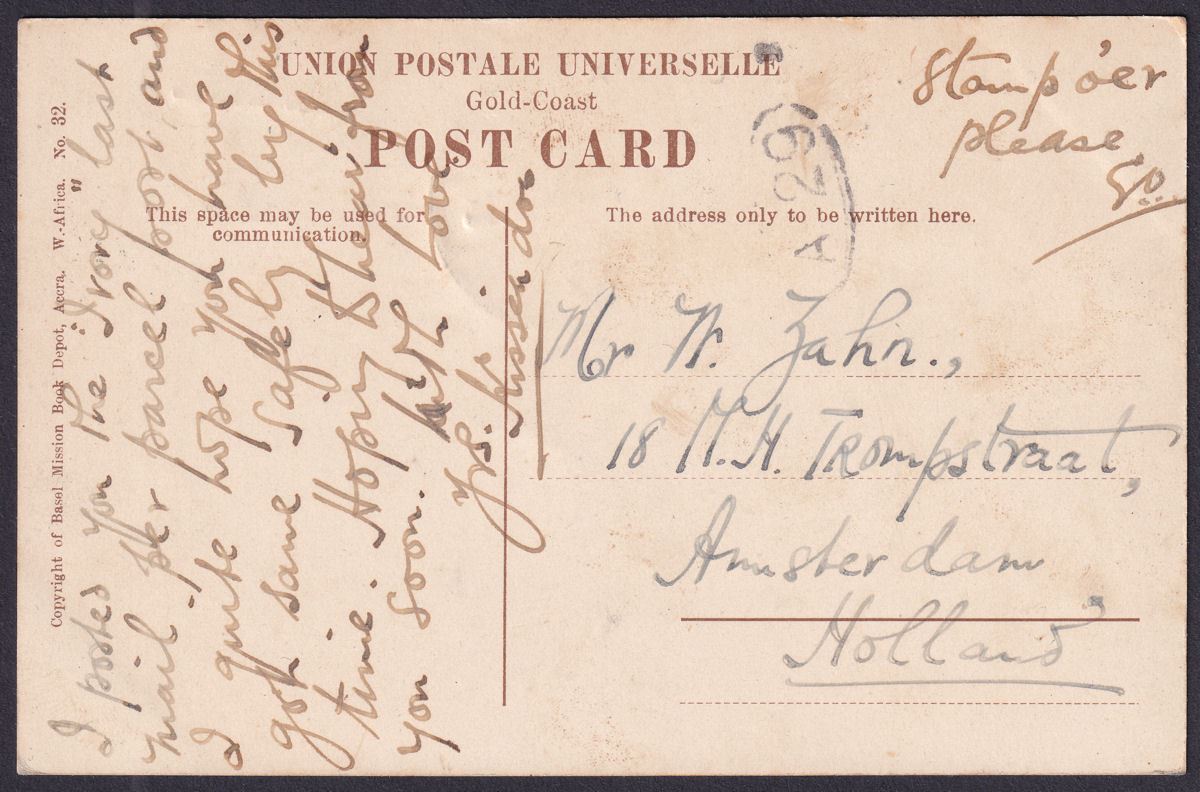 UNION POSTALE UNIVERSELLE
Gold-Coast
POST CARD
This space may be used for
communication.
The address only to be written here.
Copyright of Basel Mission Book Depot, Accra. W.-Africa. No. 32.
Stamp o'er
please
A 29
I posted you the "Ivory" last
mail per parcel post, and
I quite hope you have this
got same safely by this
time. Hoping to hear from
you soon. With love
Yrs.
Mr W. Zahn.,
18 M.H. Trompstraat,
Amsterdam
Holland